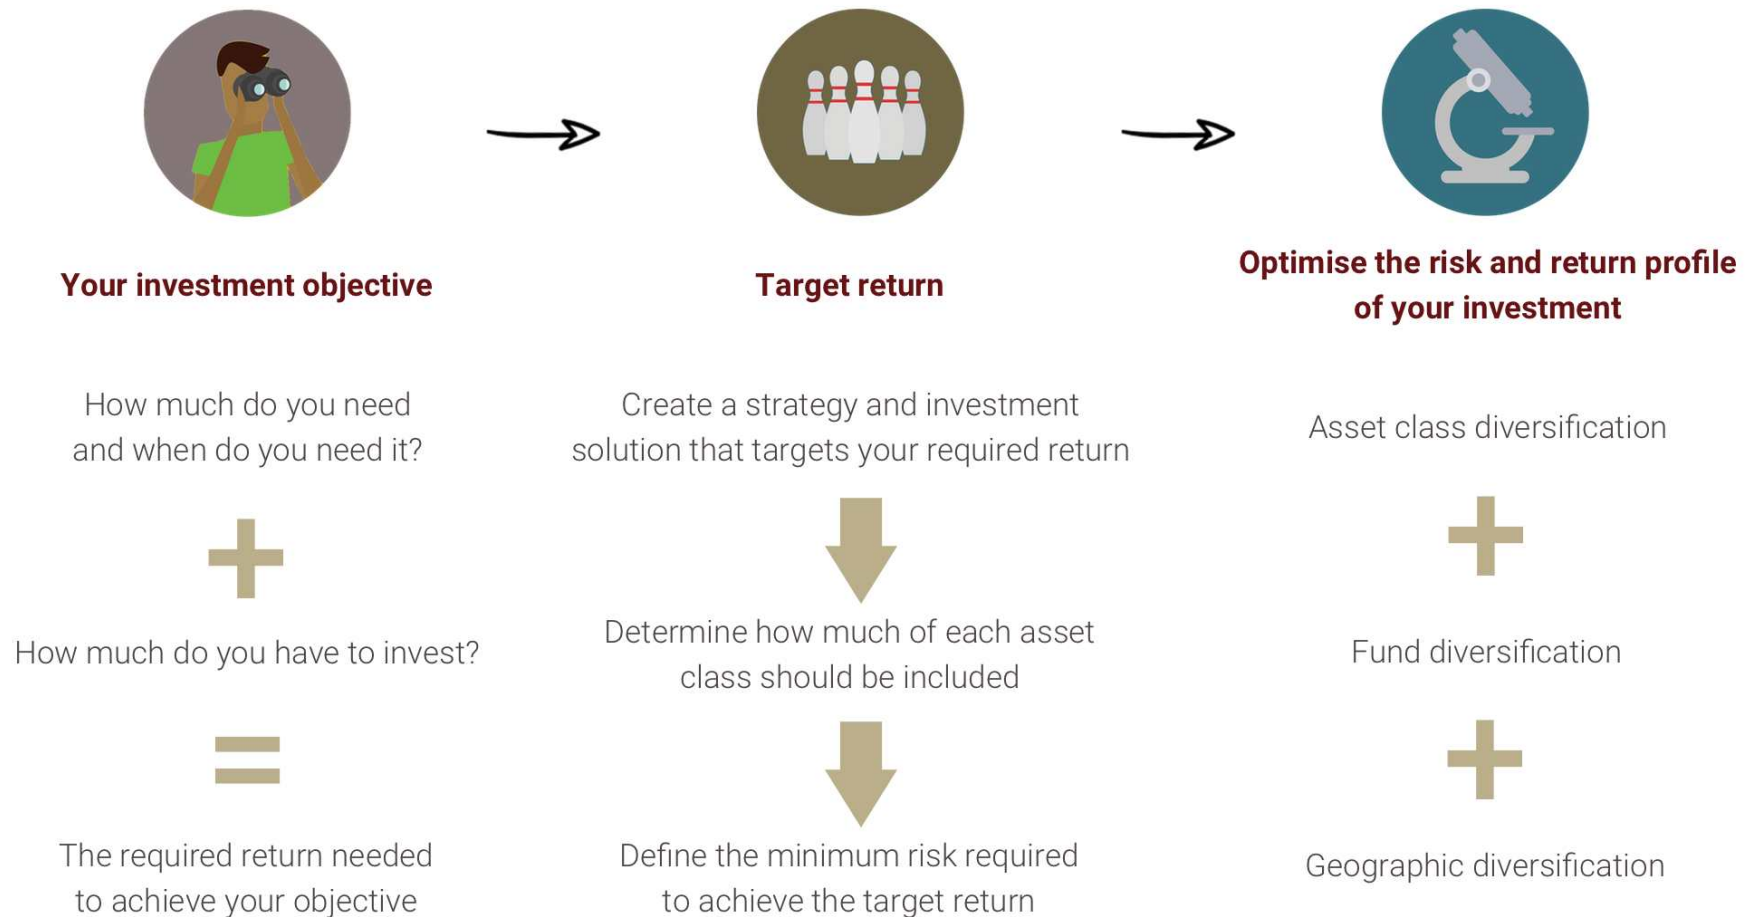 Your investment objective
How much do you need
and when do you need it?
How much do you have to invest?
The required return needed
to achieve your objective
Target return
Create a strategy and investment
solution that targets your required return
Determine how much of each asset
class should be included
Define the minimum risk required
to achieve the target return
Optimise the risk and return profile
of your investment
Asset class diversification
Fund diversification
Geographic diversification